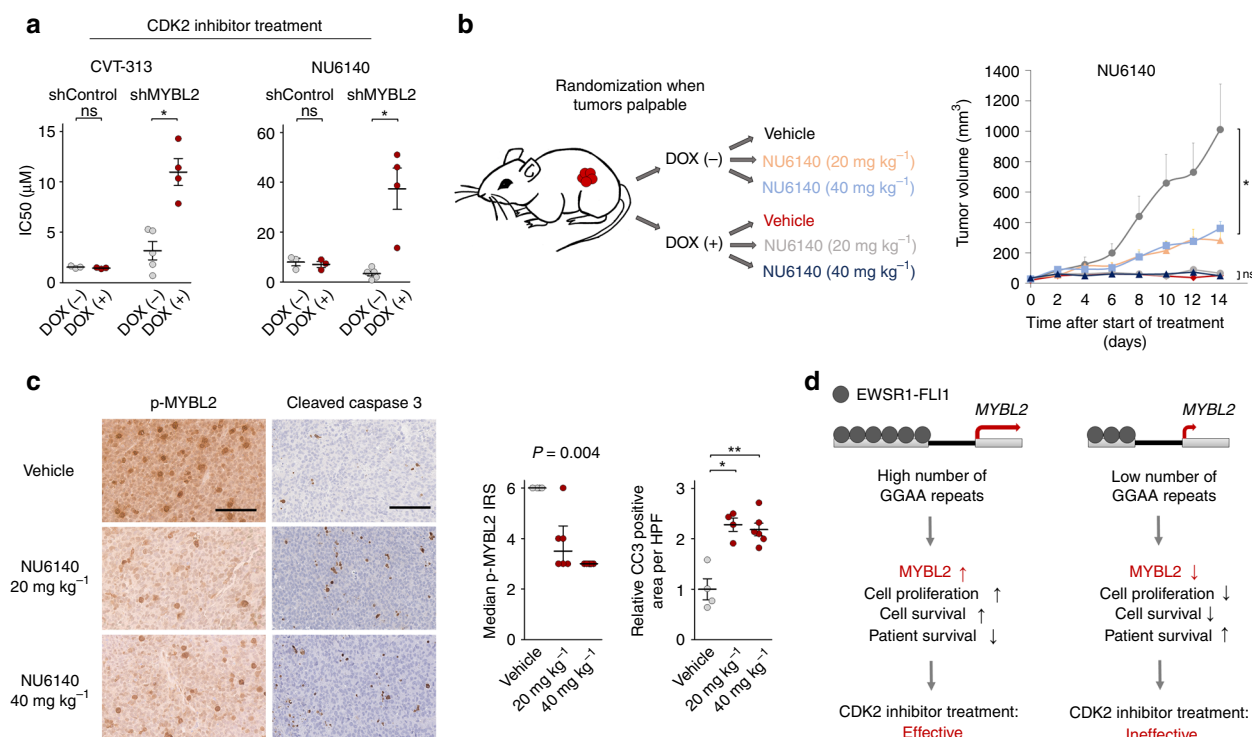 a
CDK2 inhibitor treatment
CVT-313
NU6140
shControl shMYBL2
shControl shMYBL2
ns
*
ns
*
IC50 (µM)
15
10
5
0
60
40
20
0
DOX (–)
DOX (+)
DOX (–)
DOX (+)
DOX (–)
DOX (+)
DOX (–)
DOX (+)
b
Randomization when
tumors palpable
DOX (–)
Vehicle
NU6140 (20 mg kg⁻¹)
NU6140 (40 mg kg⁻¹)
DOX (+)
Vehicle
NU6140 (20 mg kg⁻¹)
NU6140 (40 mg kg⁻¹)
NU6140
Tumor volume (mm³)
1400
1200
1000
800
600
400
200
0
*
ns
0 2 4 6 8 10 12 14
Time after start of treatment
(days)
c
p-MYBL2
Cleaved caspase 3
Vehicle
NU6140
20 mg kg⁻¹
NU6140
40 mg kg⁻¹
P = 0.004
Median p-MYBL2 IRS
6
4
2
0
Vehicle
20 mg kg⁻¹
40 mg kg⁻¹
**
*
Relative CC3 positive
area per HPF
3
2
1
0
Vehicle
20 mg kg⁻¹
40 mg kg⁻¹
d
EWSR1-FLI1
MYBL2
High number of
GGAA repeats
MYBL2 ↑
Cell proliferation ↑
Cell survival ↑
Patient survival ↓
CDK2 inhibitor treatment:
Effective
MYBL2
Low number of
GGAA repeats
MYBL2 ↓
Cell proliferation ↓
Cell survival ↓
Patient survival ↑
CDK2 inhibitor treatment:
Ineffective